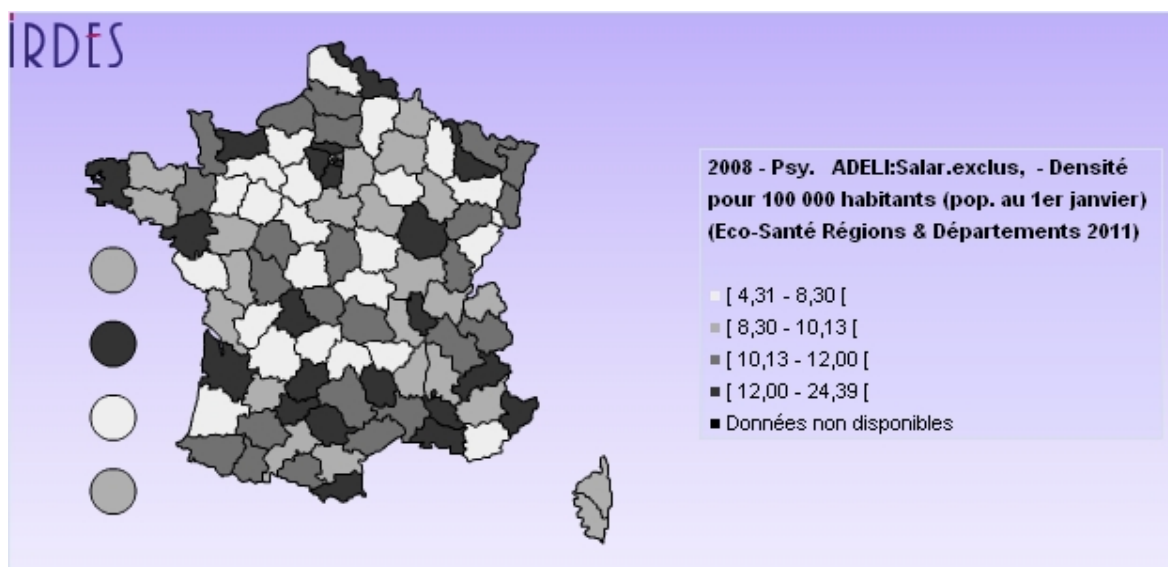 IRDES
2008 - Psy. ADELI:Salar.exclus, - Densité
pour 100 000 habitants (pop. au 1er janvier)
(Eco-Santé Régions & Départements 2011)
[ 4,31 - 8,30 [
[ 8,30 - 10,13 [
[ 10,13 - 12,00 [
[ 12,00 - 24,39 [
Données non disponibles